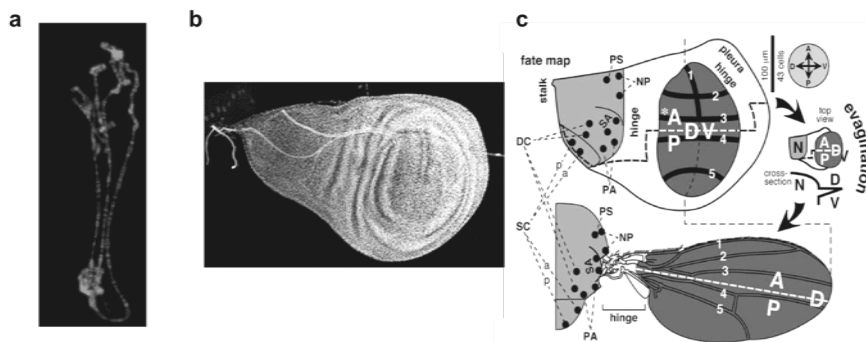 a
b
c
fate map
PS
NP
stalk
hinge
SA
DC
p
a
PA
1
2
3
4
5
*A
D V
P
pleura
hinge
100 µm
43 cells
A
D
V
P
top
view
N
A
P
D
V
evagination
cross-
section
N
D
V
SC
PS
NP
SA
a
p
PA
hinge
1
2
3
4
5
A
P
D